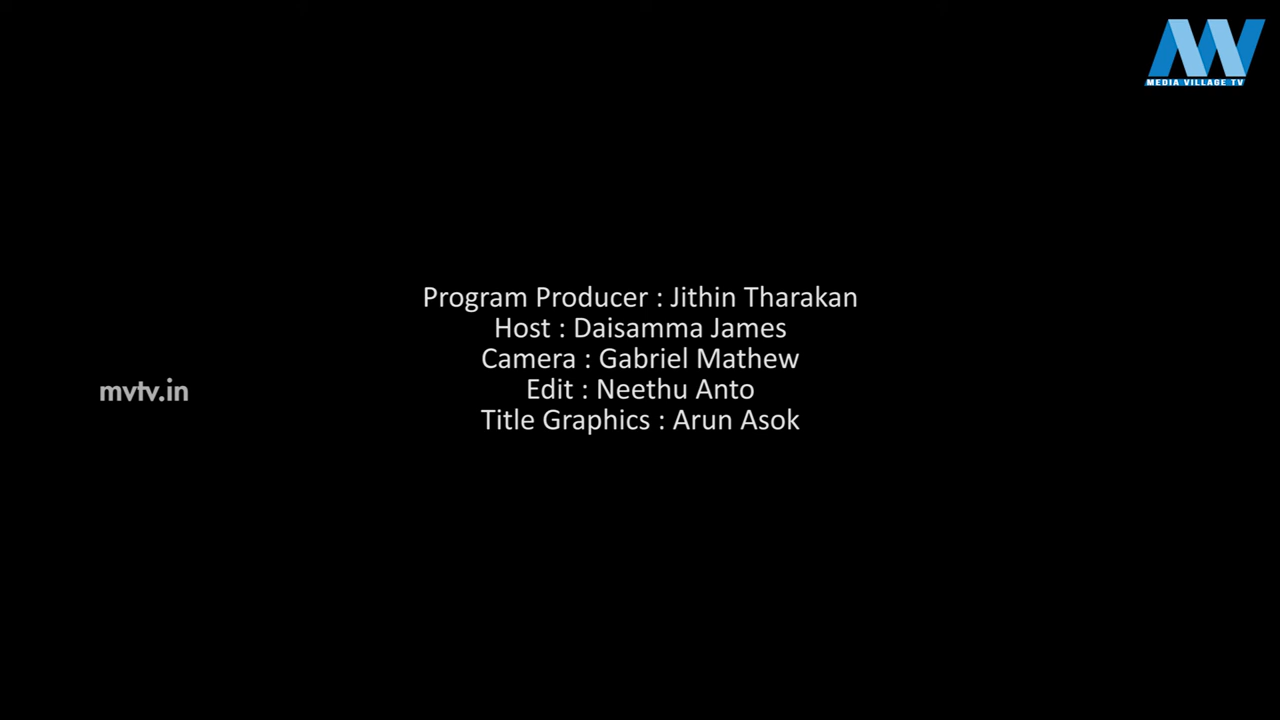 MEDIA VILLAGE TV
Program Producer : Jithin Tharakan
Host : Daisamma James
Camera : Gabriel Mathew
Edit : Neethu Anto
Title Graphics : Arun Asok
mvtv.in